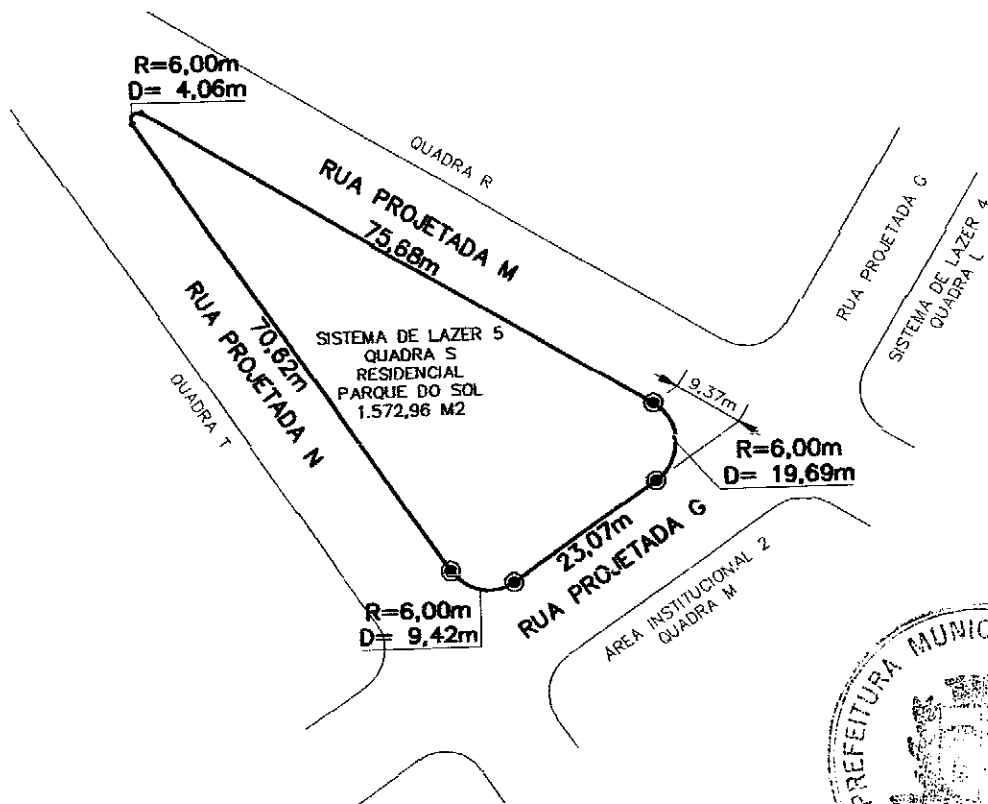 R=6,00m
D= 4,06m
QUADRA R
RUA PROJETADA M
75,68m
RUA PROJETADA G
SISTEMA DE LAZER 4
QUADRA L
RUA PROJETADA N
70,62m
QUADRA T
SISTEMA DE LAZER 5
QUADRA S
RESIDENCIAL
PARQUE DO SOL
1.572,96 M2
9,37m
R=6,00m
D= 19,69m
23,07m
RUA PROJETADA G
R=6,00m
D= 9,42m
ÁREA INSTITUCIONAL 2
QUADRA M
PREFEITURA MUNIC